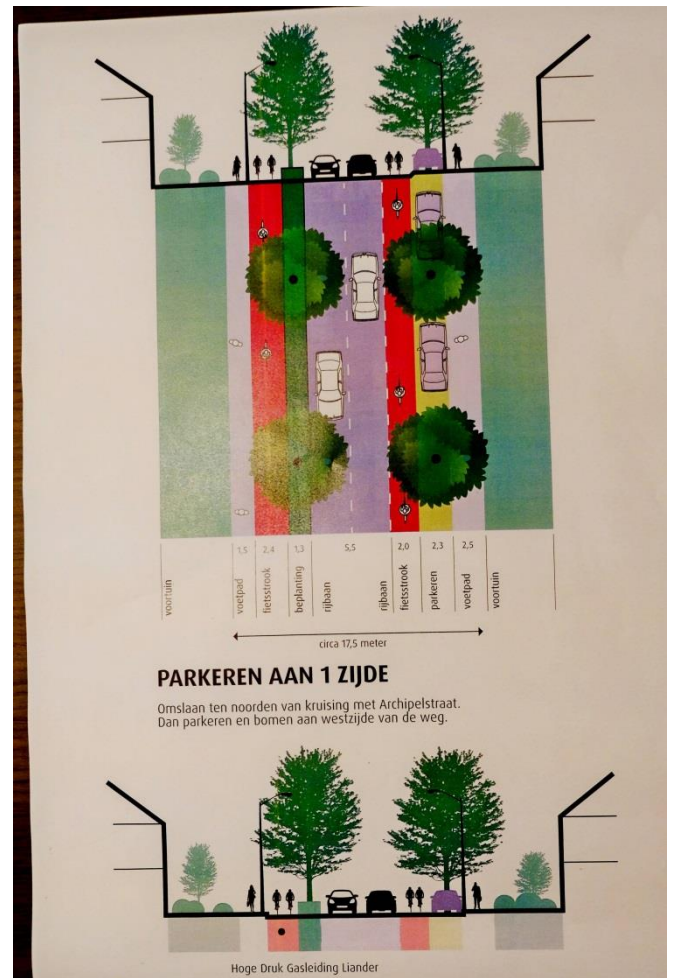 1,5 2,4 1,3 5,5 2,0 2,3 2,5
voortuin
voetpad
fietsstrook
beplanting
rijbaan
rijbaan
fietsstrook
parkeren
voetpad
voortuin
circa 17,5 meter
PARKEREN AAN 1 ZIJDE
Omslaan ten noorden van kruising met Archipelstraat.
Dan parkeren en bomen aan westzijde van de weg.
Hoge Druk Gasleiding Liander